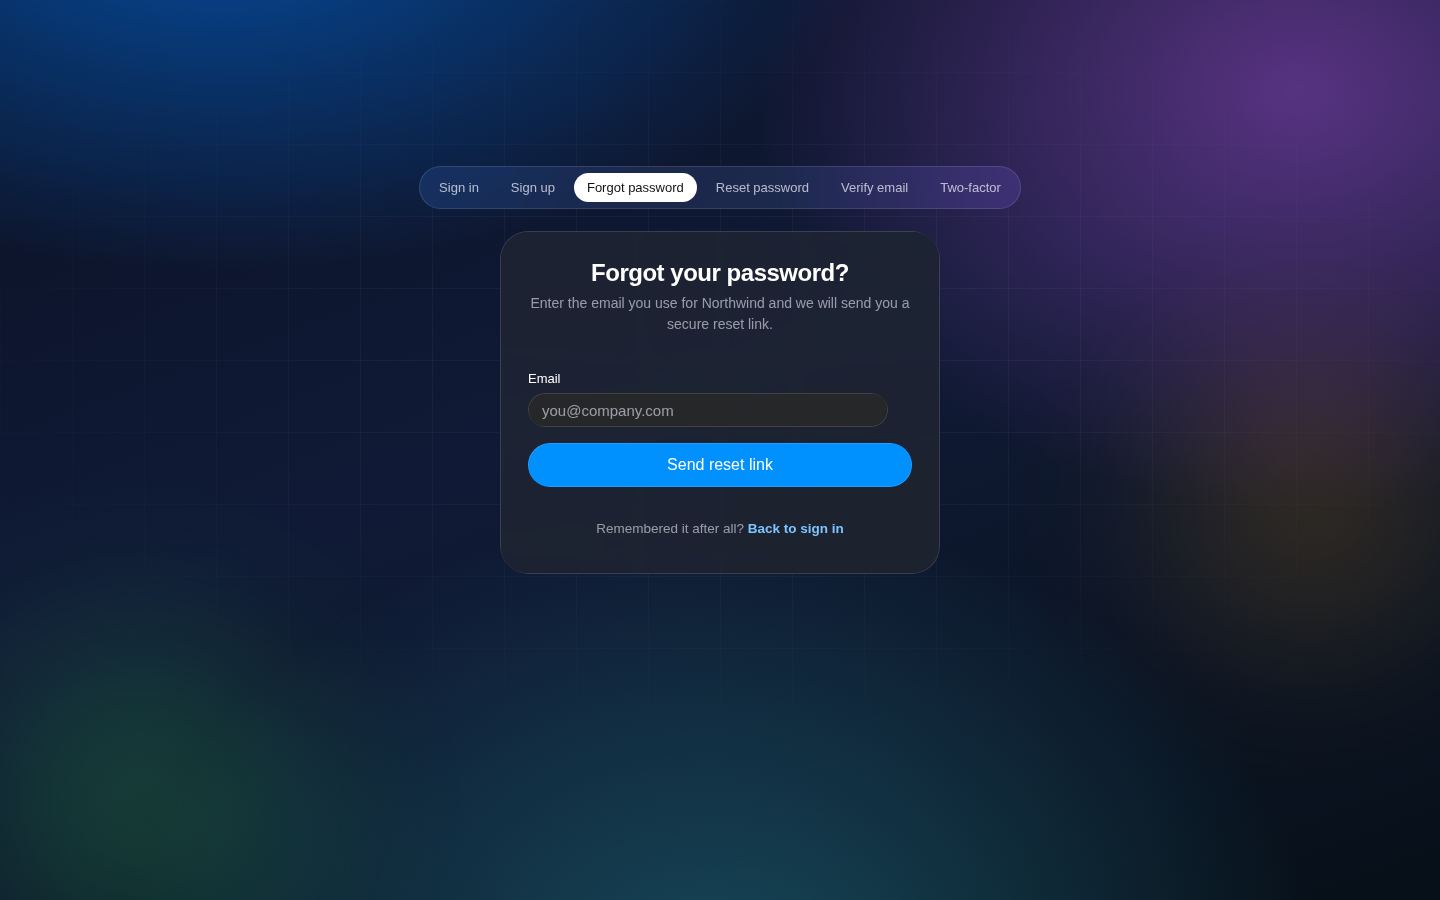 Sign in Sign up Forgot password Reset password Verify email Two-factor
Forgot your password?
Enter the email you use for Northwind and we will send you a
secure reset link.
Email
you@company.com
Send reset link
Remembered it after all? Back to sign in